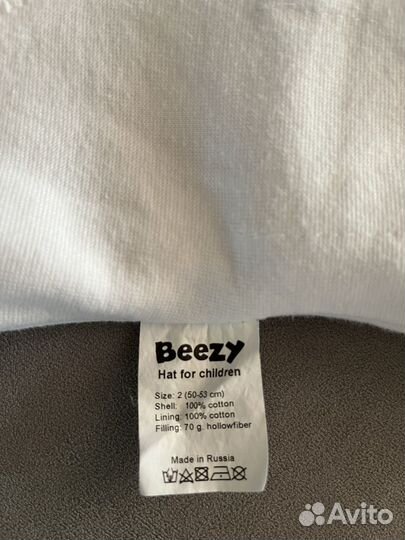 Beezy
Hat for children
Size: 2 (50-53 cm)
Shell: 100% cotton
Lining: 100% cotton
Filling: 70 g. hollowfiber
Made in Russia
Avito